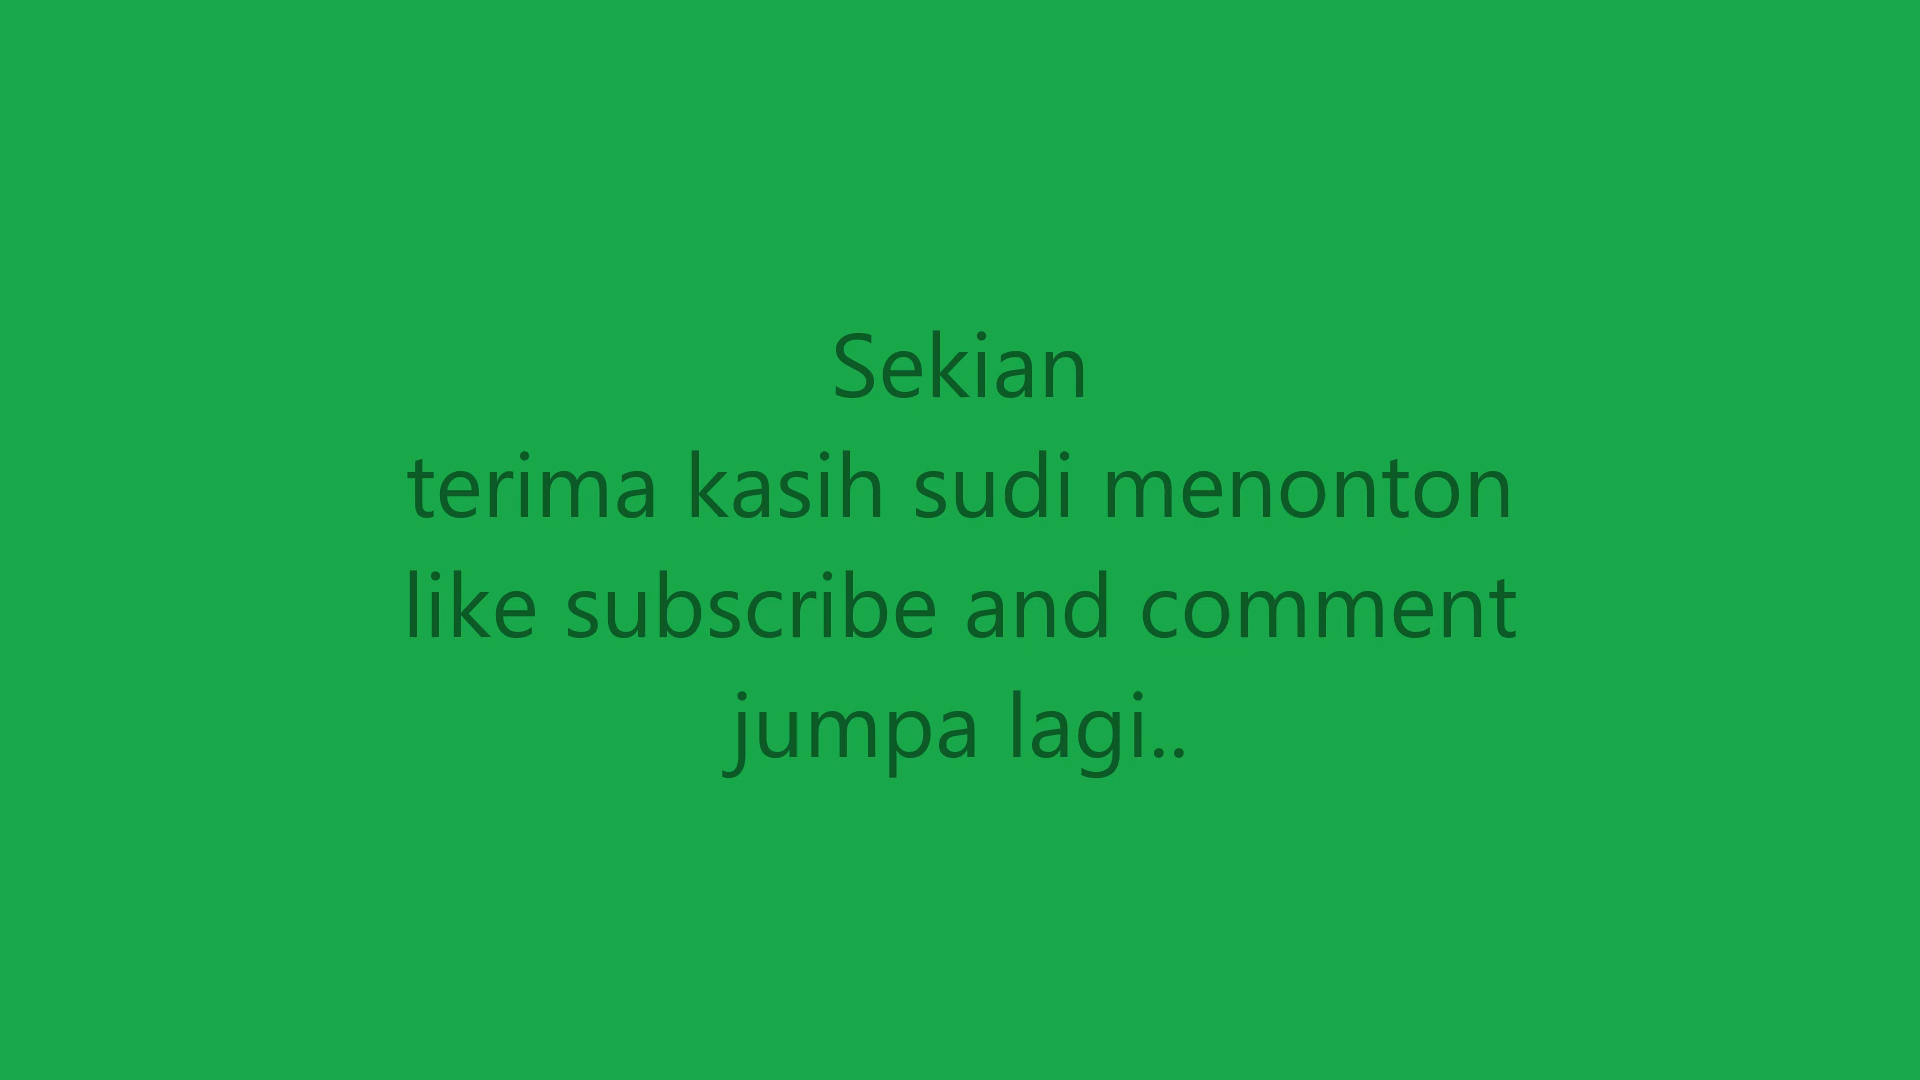 Sekian
terima kasih sudi menonton
like subscribe and comment
jumpa lagi..